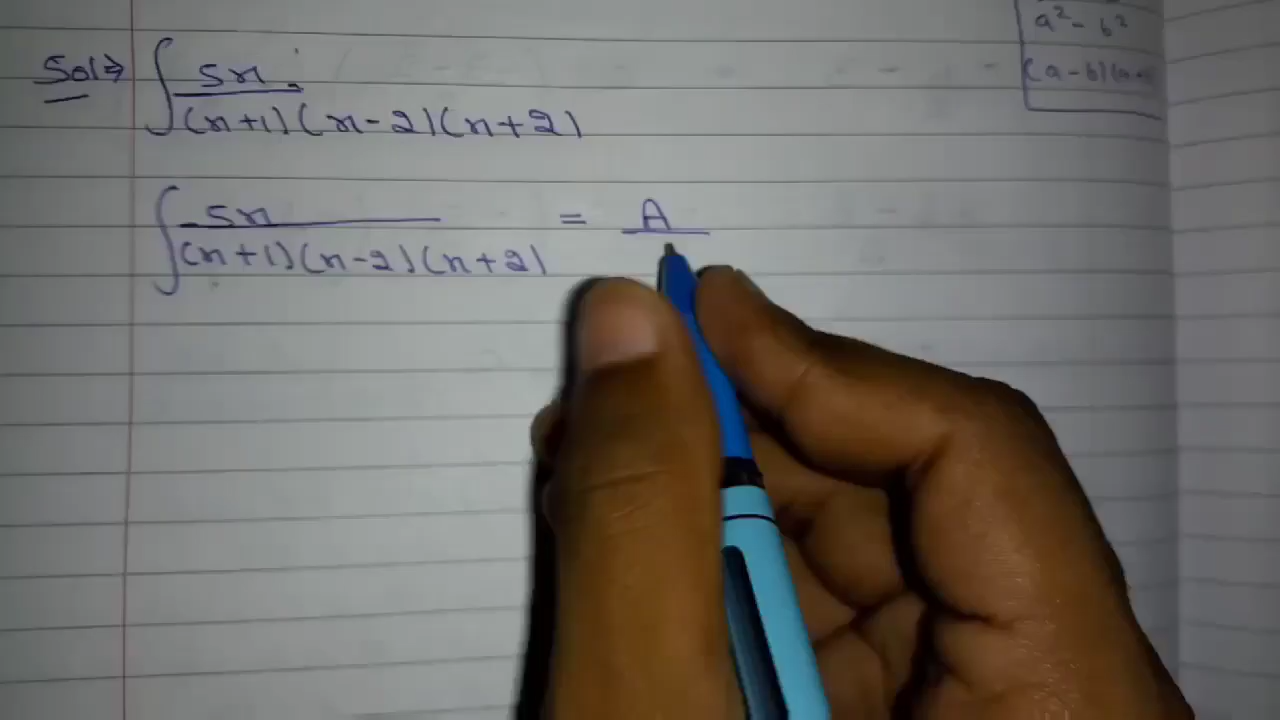 a² - b²
(a - b)(a+
Sol⇒ ∫ 5x
(x+1)(x-2)(x+2)
∫ 5x = A
(x+1)(x-2)(x+2)